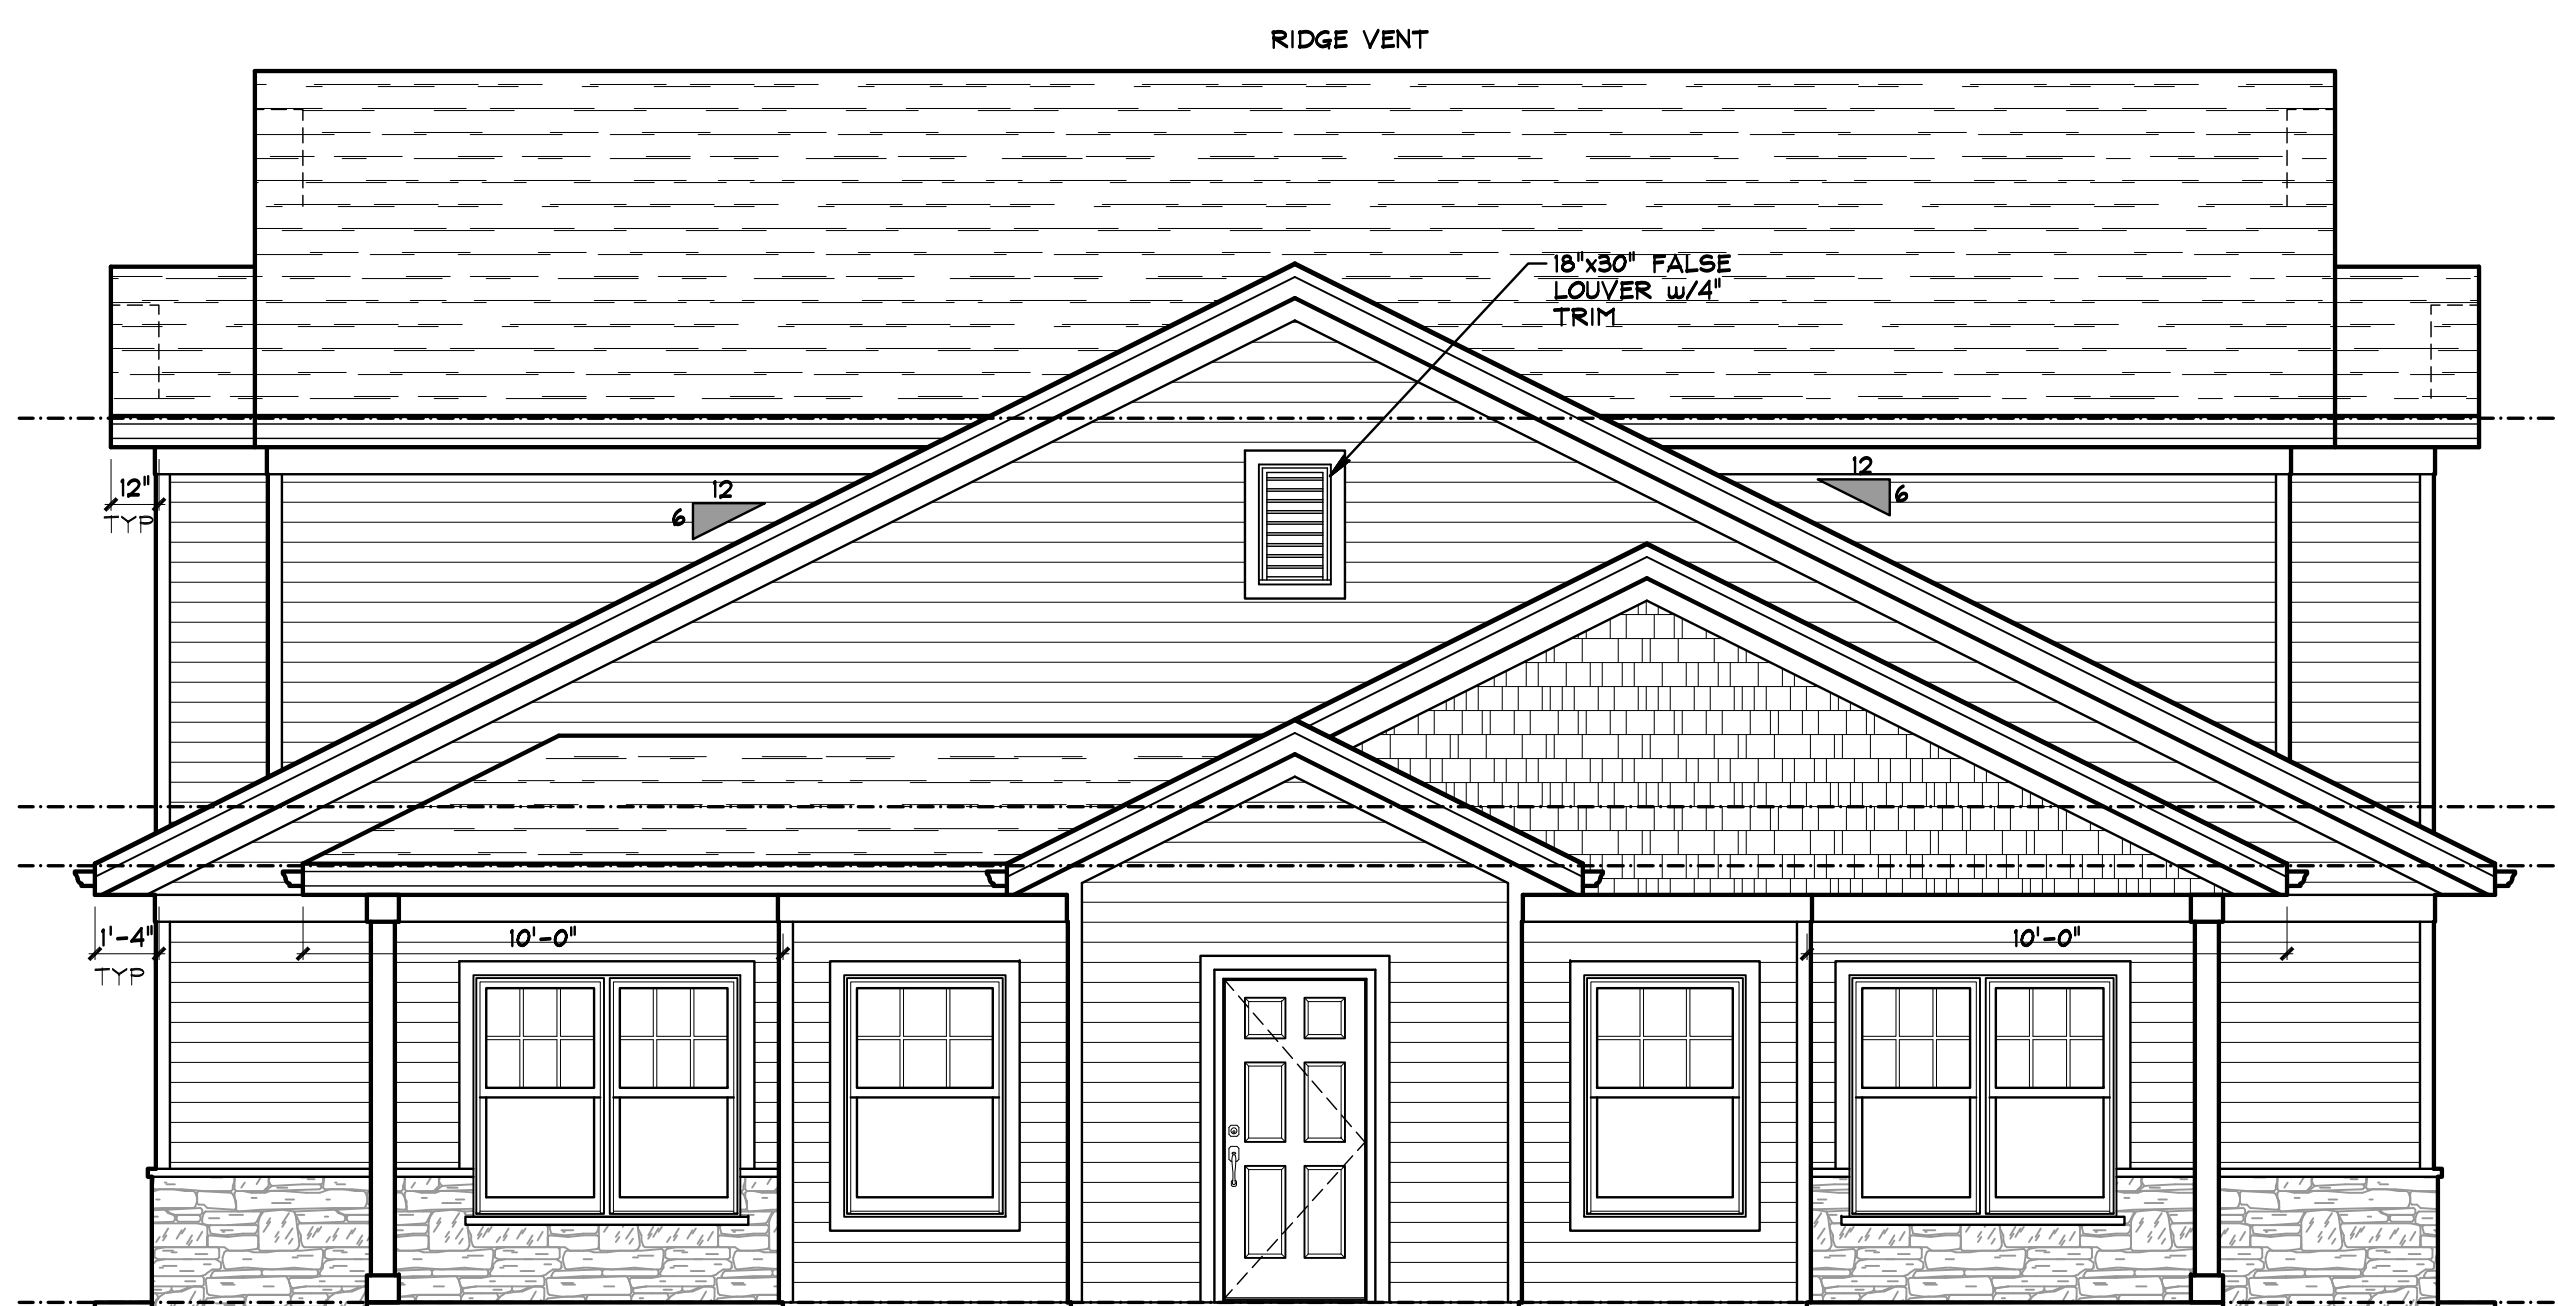 RIDGE VENT
18"x30" FALSE
LOUVER w/4"
TRIM
12"
TYP
12
6
12
6
1'-4"
TYP
10'-0"
10'-0"